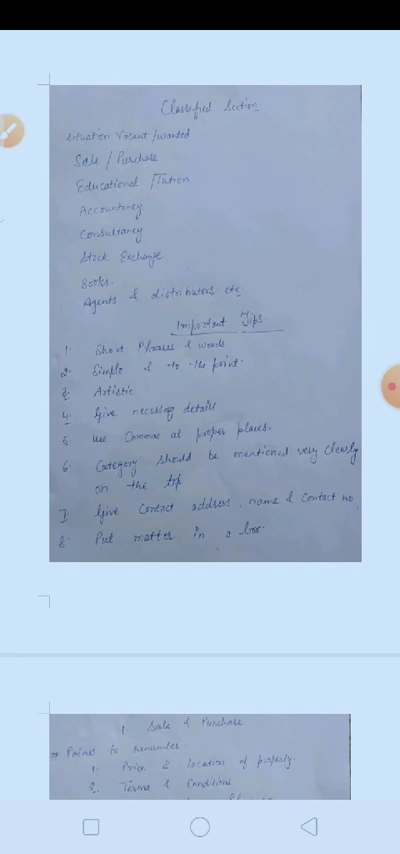 Classified Section.
Situation Vacant/wanted
Sale / Purchase
Educational /Tution
Accountancy
Consultancy
Stock Exchange
Books.
Agents & distributors etc
Important Tips
1. Short Phrases & words
2. Simple & to the point.
3. Artistic
4. Give necessary details
5. Use Commas at proper places.
6. Category should be mentioned very clearly
on the top
7. Give contact address, name & contact no.
8. Put matter in a box.
1. Sale & Purchase
# Points to remember
1. Price & location of property.
2. Terms & Conditions